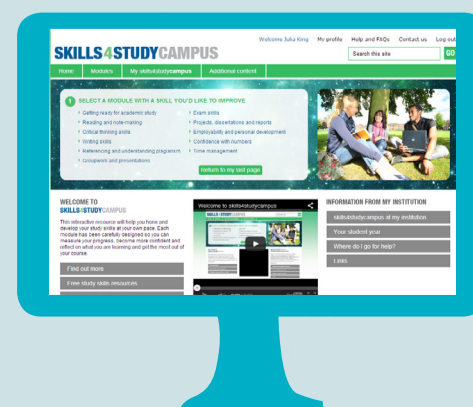 Welcome Julia King My profile Help and FAQs Contact us Log out
SKILLS4STUDYCAMPUS
Search this site GO
Home Modules My skills4studycampus Additional content
1 SELECT A MODULE WITH A SKILL YOU'D LIKE TO IMPROVE
Getting ready for academic study
Reading and note-making
Critical thinking skills
Writing skills
Referencing and understanding plagiarism
Groupwork and presentations
Exam skills
Projects, dissertations and reports
Employability and personal development
Confidence with numbers
Time management
Return to my last page
WELCOME TO
SKILLS4STUDYCAMPUS
This interactive resource will help you hone and
develop your study skills at your own pace. Each
module has been carefully designed so you can
measure your progress, become more confident and
reflect on what you are learning and get the most out of
your course.
Find out more
Free study skills resources
Welcome to skills4studycampus
SKILLS4STUDYCAMPUS
INFORMATION FROM MY INSTITUTION
Skills4studycampus at my institution
Your student year
Where do I go for help?
Links